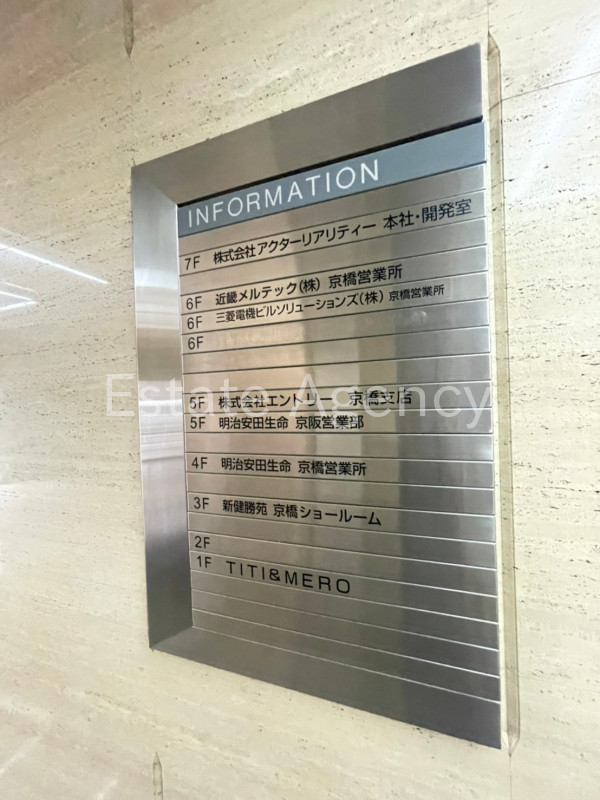 INFORMATION
7F 株式会社アクターリアリティー 本社・開発室
6F 近畿メルテック(株) 京橋営業所
6F 三菱電機ビルソリューションズ(株) 京橋営業所
6F
5F 株式会社エントリー 京橋支店
Estate Agency
5F 明治安田生命 京阪営業部
4F 明治安田生命 京橋営業所
3F 新健勝苑 京橋ショールーム
2F
1F TITI&MERO